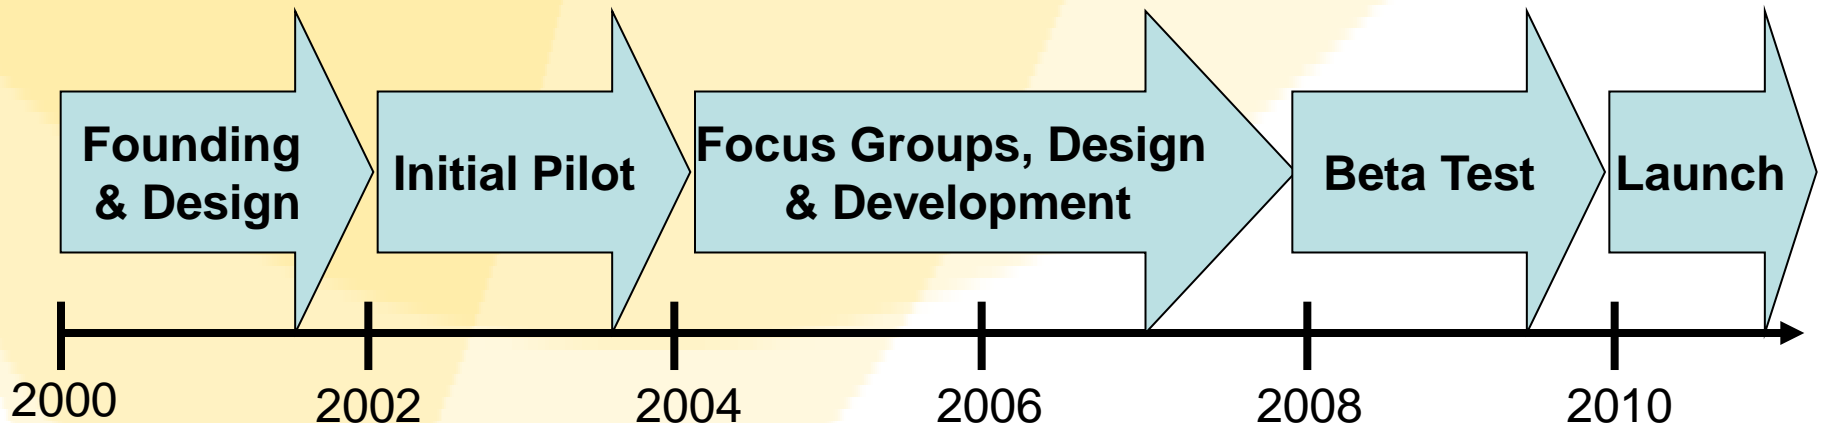 Founding
& Design
Initial Pilot
Focus Groups, Design
& Development
Beta Test
Launch
2000
2002
2004
2006
2008
2010